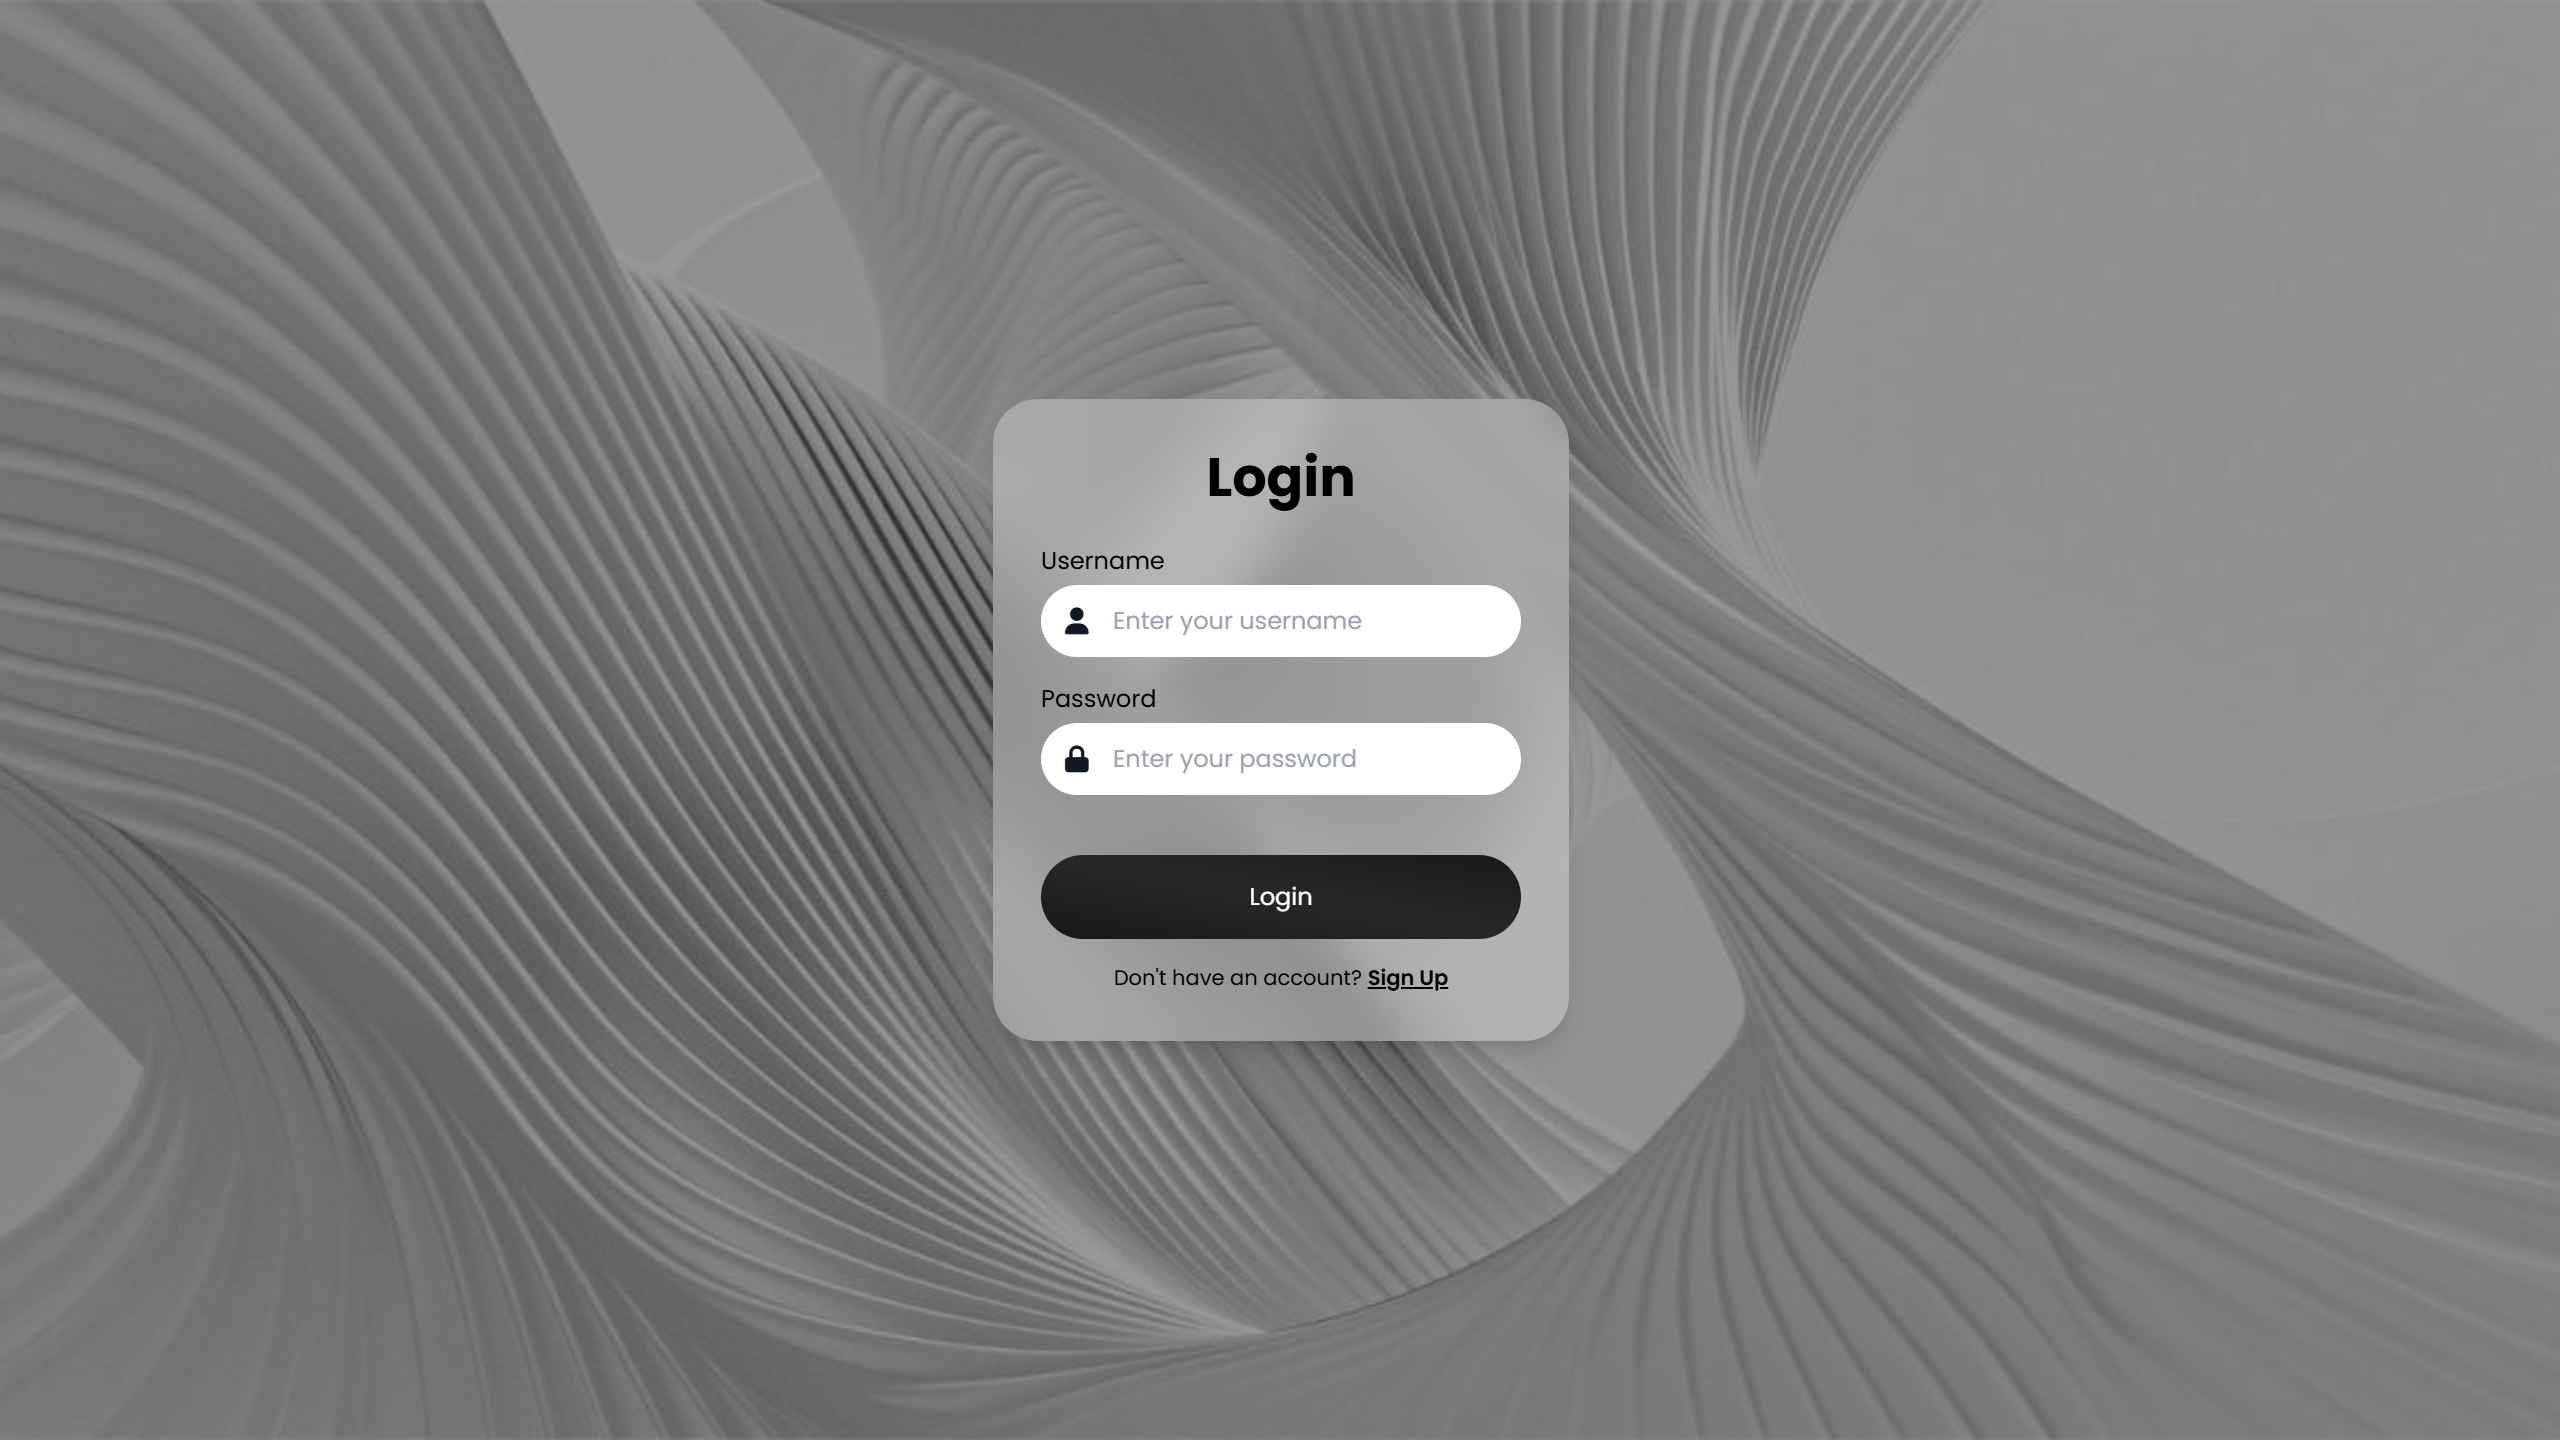 Login
Username
Enter your username
Password
Enter your password
Login
Don't have an account? Sign Up